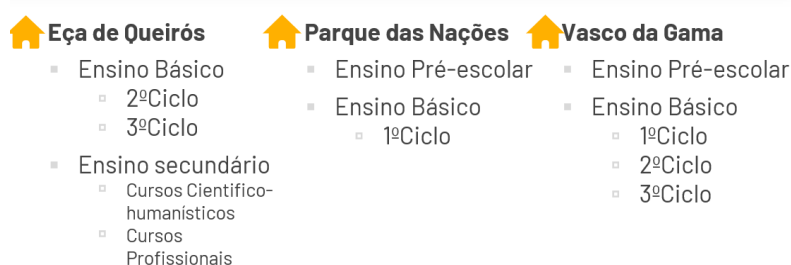 Eça de Queirós
Ensino Básico
2ºCiclo
3ºCiclo
Ensino secundário
Cursos Cientifico-
humanísticos
Cursos
Profissionais
Parque das Nações
Ensino Pré-escolar
Ensino Básico
1ºCiclo
Vasco da Gama
Ensino Pré-escolar
Ensino Básico
1ºCiclo
2ºCiclo
3ºCiclo